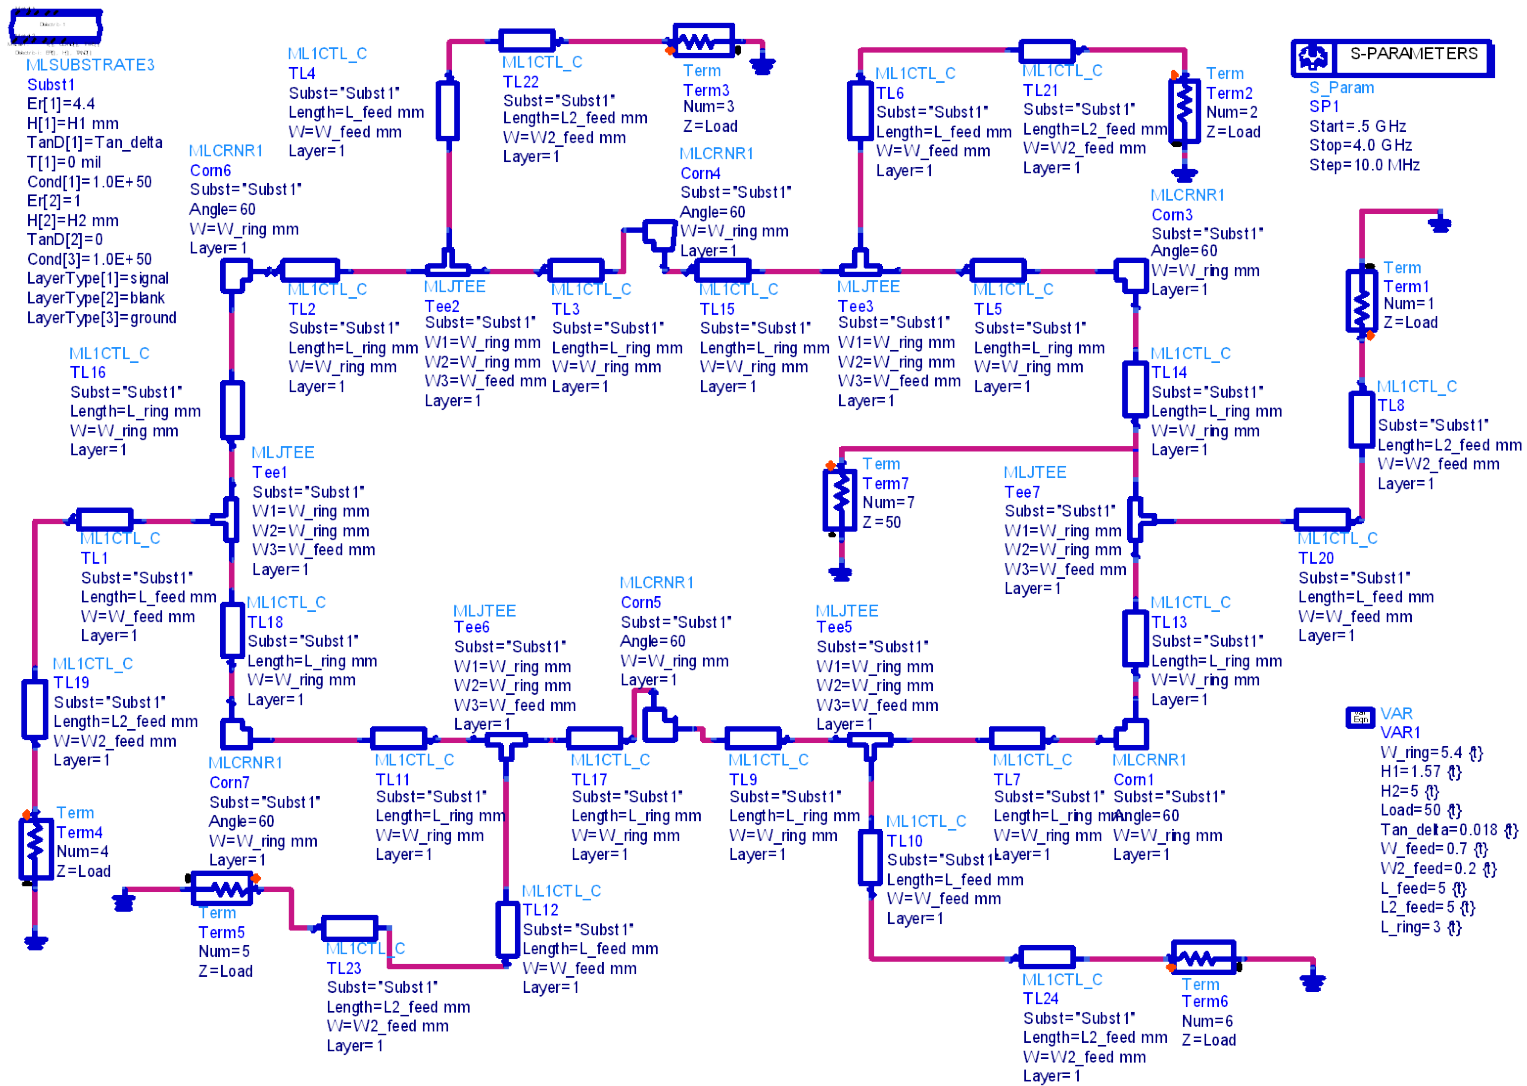 MLSUBSTRATE3
Subst1
Er[1]=4.4
H[1]=H1 mm
TanD[1]=Tan_delta
T[1]=0 mil
Cond[1]=1.0E+50
Er[2]=1
H[2]=H2 mm
TanD[2]=0
Cond[3]=1.0E+50
LayerType[1]=signal
LayerType[2]=blank
LayerType[3]=ground
ML1CTL_C
TL4
Subst="Subst1"
Length=L_feed mm
W=W_feed mm
Layer=1
ML1CTL_C
TL22
Subst="Subst1"
Length=L2_feed mm
W=W2_feed mm
Layer=1
Term
Term3
Num=3
Z=Load
ML1CTL_C
TL6
Subst="Subst1"
W=W_feed mm
Layer=1
ML1CTL_C
TL21
Subst="Subst1"
Length=L2_feed mm
W=W2_feed mm
Layer=1
Term
Term2
Num=2
Z=Load
S-PARAMETERS
S_Param
SP1
Start=.5 GHz
Stop=4.0 GHz
Step=10.0 MHz
MLCRNR1
Corn6
Subst="Subst1"
Angle=60
W=W_ring mm
Layer=1
MLCRNR1
Corn4
Subst="Subst1"
Angle=60
W=W_ring mm
Layer=1
MLCRNR1
Corn3
Subst="Subst1"
Angle=60
W=W_ring mm
Layer=1
Term
Term1
Num=1
Z=Load
ML1CTL_C
TL2
Subst="Subst1"
Length=L_ring mm
W=W_ring mm
Layer=1
MLJTEE
Tee2
Subst="Subst1"
W1=W_ring mm
W2=W_ring mm
W3=W_feed mm
Layer=1
ML1CTL_C
TL3
Subst="Subst1"
Length=L_ring mm
W=W_ring mm
Layer=1
ML1CTL_C
TL15
Subst="Subst1"
Length=L_ring mm
W=W_ring mm
Layer=1
MLJTEE
Tee3
Subst="Subst1"
W1=W_ring mm
W2=W_ring mm
W3=W_feed mm
Layer=1
ML1CTL_C
TL5
Subst="Subst1"
Length=L_ring mm
W=W_ring mm
Layer=1
ML1CTL_C
TL16
Subst="Subst1"
Length=L_ring mm
W=W_ring mm
Layer=1
ML1CTL_C
TL14
Subst="Subst1"
Length=L_ring mm
W=W_ring mm
Layer=1
ML1CTL_C
TL8
Subst="Subst1"
Length=L2_feed mm
W=W2_feed mm
Layer=1
MLJTEE
Tee1
Subst="Subst1"
W1=W_ring mm
W2=W_ring mm
W3=W_feed mm
Layer=1
Term
Term7
Num=7
Z=50
MLJTEE
Tee7
Subst="Subst1"
W1=W_ring mm
W2=W_ring mm
W3=W_feed mm
Layer=1
ML1CTL_C
TL1
Subst="Subst1"
Length=L_feed mm
W=W_feed mm
Layer=1
ML1CTL_C
TL20
Subst="Subst1"
Length=L_feed mm
W=W_feed mm
Layer=1
ML1CTL_C
TL18
Subst="Subst1"
Length=L_ring mm
W=W_ring mm
Layer=1
MLJTEE
Tee6
Subst="Subst1"
W1=W_ring mm
W2=W_ring mm
W3=W_feed mm
Layer=1
MLCRNR1
Corn5
Subst="Subst1"
Angle=60
W=W_ring mm
Layer=1
MLJTEE
Tee5
Subst="Subst1"
W1=W_ring mm
W2=W_ring mm
W3=W_feed mm
Layer=1
ML1CTL_C
TL13
Subst="Subst1"
Length=L_ring mm
W=W_ring mm
Layer=1
ML1CTL_C
TL19
Subst="Subst1"
Length=L2_feed mm
W=W2_feed mm
Layer=1
Var
Eqn
VAR
VAR1
W_ring=5.4 {t}
H1=1.57 {t}
H2=5 {t}
Load=50 {t}
Tan_delta=0.018 {t}
W_feed=0.7 {t}
W2_feed=0.2 {t}
L_feed=5 {t}
L2_feed=5 {t}
L_ring=3 {t}
MLCRNR1
Corn7
Subst="Subst1"
Angle=60
W=W_ring mm
Layer=1
ML1CTL_C
TL11
Subst="Subst1"
Length=L_ring mm
W=W_ring mm
Layer=1
ML1CTL_C
TL17
Subst="Subst1"
Length=L_ring mm
W=W_ring mm
Layer=1
ML1CTL_C
TL9
Subst="Subst1"
Length=L_ring mm
W=W_ring mm
Layer=1
ML1CTL_C
TL7
Subst="Subst1"
Length=L_ring mm
W=W_ring mm
Layer=1
MLCRNR1
Corn1
Subst="Subst1"
Angle=60
W=W_ring mm
Layer=1
Term
Term4
Num=4
Z=Load
ML1CTL_C
TL10
Subst="Subst1"
Length=L_feed mm
W=W_feed mm
Layer=1
Term
Term5
Num=5
Z=Load
ML1CTL_C
TL12
Subst="Subst1"
Length=L_feed mm
W=W_feed mm
Layer=1
ML1CTL_C
TL23
Subst="Subst1"
Length=L2_feed mm
W=W2_feed mm
Layer=1
ML1CTL_C
TL24
Subst="Subst1"
Length=L2_feed mm
W=W2_feed mm
Layer=1
Term
Term6
Num=6
Z=Load